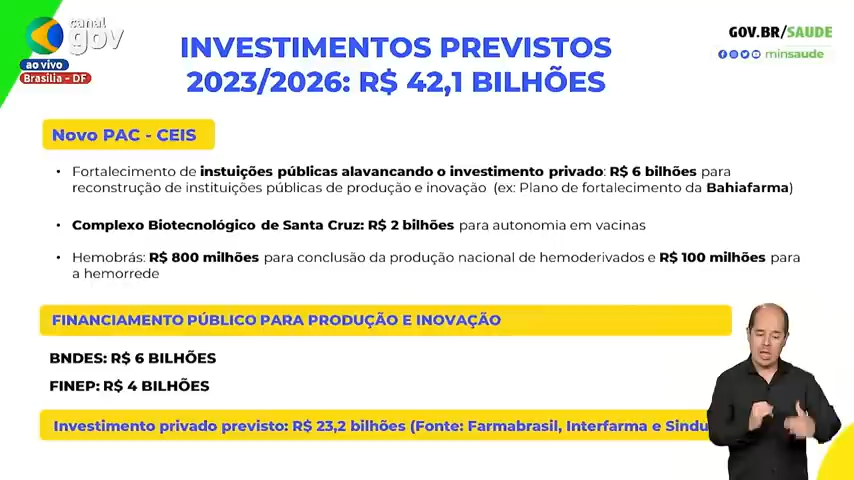 canal
gov
ao vivo
Brasília - DF
INVESTIMENTOS PREVISTOS
2023/2026: R$ 42,1 BILHÕES
GOV.BR/SAUDE
minsaude
Novo PAC - CEIS
• Fortalecimento de instuições públicas alavancando o investimento privado: R$ 6 bilhões para
reconstrução de instituições públicas de produção e inovação (ex: Plano de fortalecimento da Bahiafarma)
• Complexo Biotecnológico de Santa Cruz: R$ 2 bilhões para autonomia em vacinas
• Hemobrás: R$ 800 milhões para conclusão da produção nacional de hemoderivados e R$ 100 milhões para
a hemorrede
FINANCIAMENTO PÚBLICO PARA PRODUÇÃO E INOVAÇÃO
BNDES: R$ 6 BILHÕES
FINEP: R$ 4 BILHÕES
Investimento privado previsto: R$ 23,2 bilhões (Fonte: Farmabrasil, Interfarma e